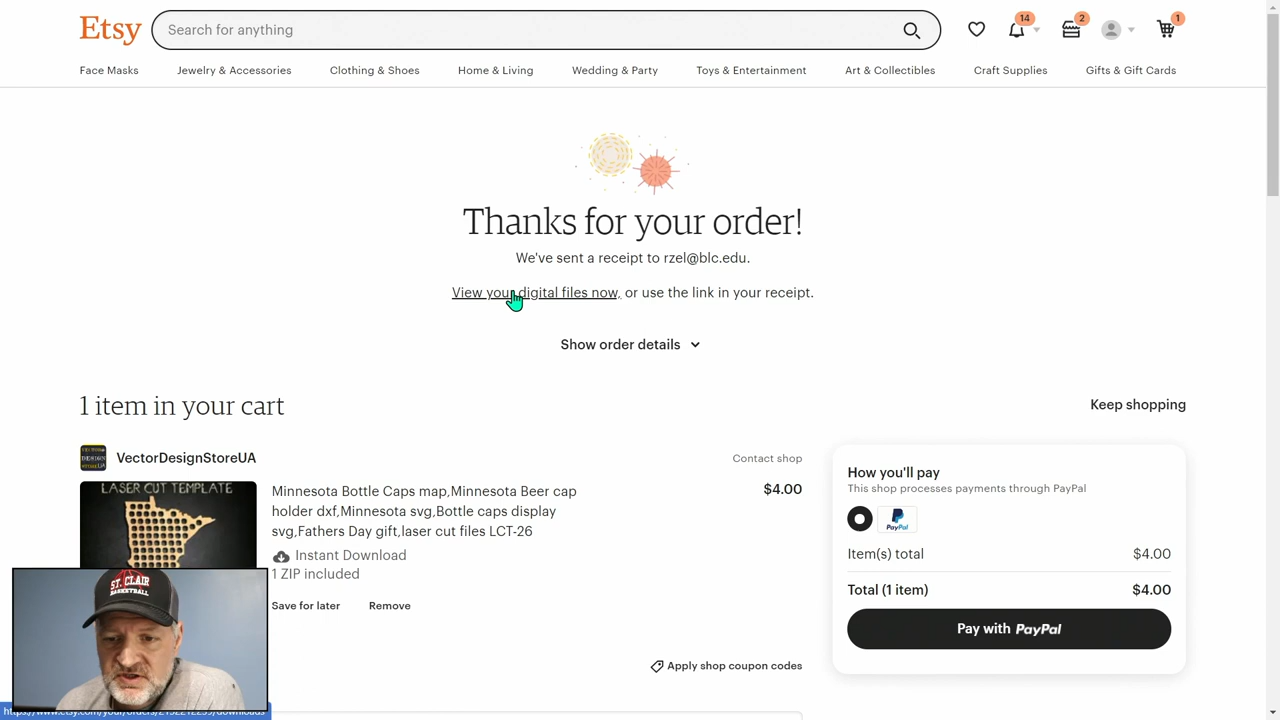 Etsy
Search for anything
14
2
1
Face Masks
Jewelry & Accessories
Clothing & Shoes
Home & Living
Wedding & Party
Toys & Entertainment
Art & Collectibles
Craft Supplies
Gifts & Gift Cards
Thanks for your order!
We've sent a receipt to rzel@blc.edu.
View your digital files now, or use the link in your receipt.
Show order details
1 item in your cart
Keep shopping
VectorDesignStoreUA
Contact shop
LASER CUT TEMPLATE
Minnesota Bottle Caps map,Minnesota Beer cap
holder dxf,Minnesota svg,Bottle caps display
svg,Fathers Day gift,laser cut files LCT-26
$4.00
Instant Download
1 ZIP included
Save for later
Remove
Apply shop coupon codes
How you'll pay
This shop processes payments through PayPal
PayPal
Item(s) total
$4.00
Total (1 item)
$4.00
Pay with PayPal
ST. CLAIR
BASKETBALL